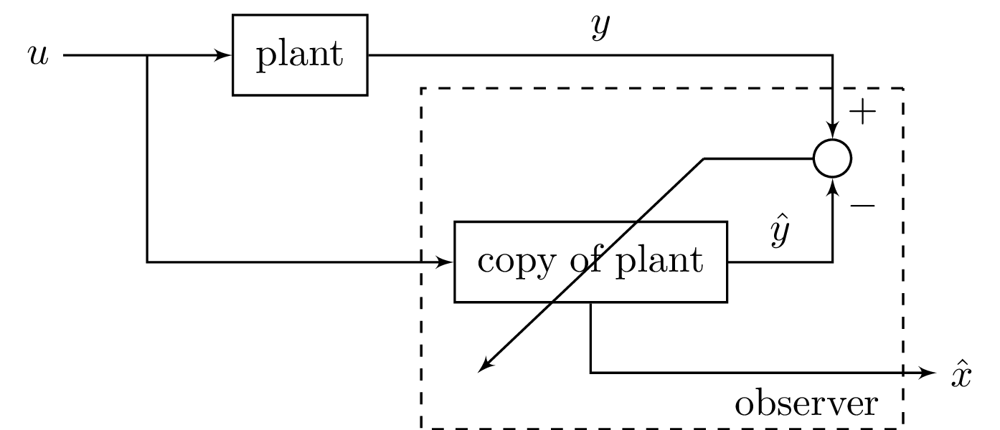 y
u
plant
+
−
ŷ
copy of plant
x̂
observer